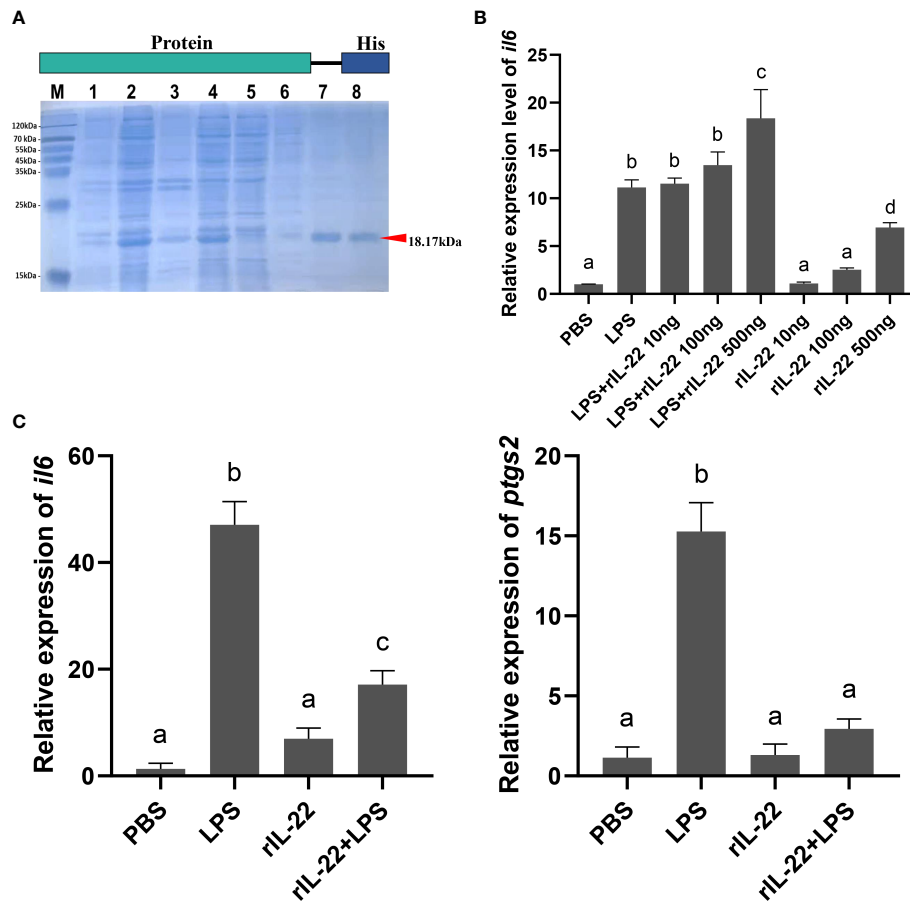 A
Protein His
M 1 2 3 4 5 6 7 8
120kDa
70 kDa
55kDa
45kDa
35kDa
25kDa
15kDa
18.17kDa
B
Relative expression level of il6
25
20
15
10
5
0
a
b
b
b
c
a
a
d
PBS
LPS
LPS+rIL-22 10ng
LPS+rIL-22 100ng
LPS+rIL-22 500ng
rIL-22 10ng
rIL-22 100ng
rIL-22 500ng
C
Relative expression of il6
60
40
20
0
a
b
a
c
PBS
LPS
rIL-22
rIL-22+LPS
Relative expression of ptgs2
20
15
10
5
0
a
b
a
a
PBS
LPS
rIL-22
rIL-22+LPS